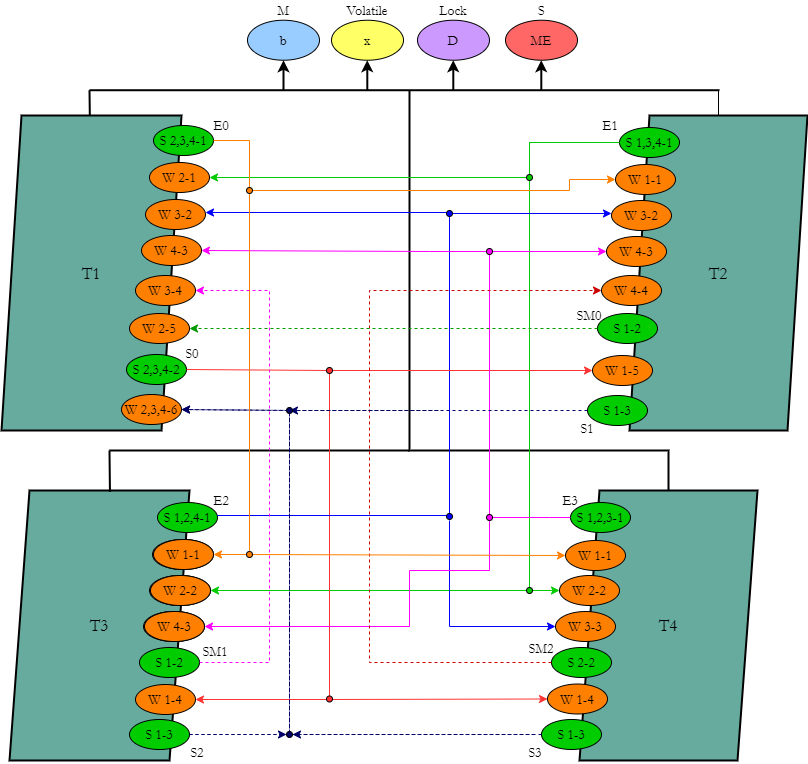 M Volatile Lock S
b x D ME
E0 E1
S 2,3,4-1 S 1,3,4-1
W 2-1 W 1-1
W 3-2 W 3-2
W 4-3 W 4-3
T1 T2
W 3-4 W 4-4
SM0
W 2-5 S 1-2
S0
S 2,3,4-2 W 1-5
W 2,3,4-6 S 1-3
S1
E2 E3
S 1,2,4-1 S 1,2,3-1
W 1-1 W 1-1
W 2-2 W 2-2
T3 W 4-3 W 3-3 T4
SM1 SM2
S 1-2 S 2-2
W 1-4 W 1-4
S 1-3 S 1-3
S2 S3